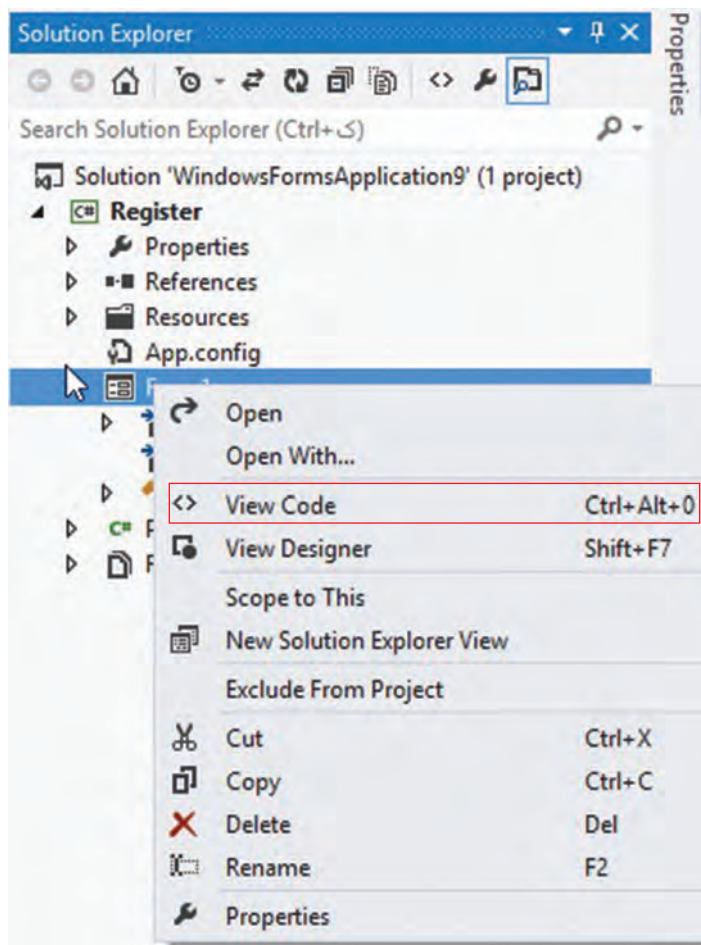 Solution Explorer
Properties
Search Solution Explorer (Ctrl+ک)
Solution 'WindowsFormsApplication9' (1 project)
C# Register
Properties
References
Resources
App.config
Open
Open With...
View Code Ctrl+Alt+0
View Designer Shift+F7
Scope to This
New Solution Explorer View
Exclude From Project
Cut Ctrl+X
Copy Ctrl+C
Delete Del
Rename F2
Properties
C#